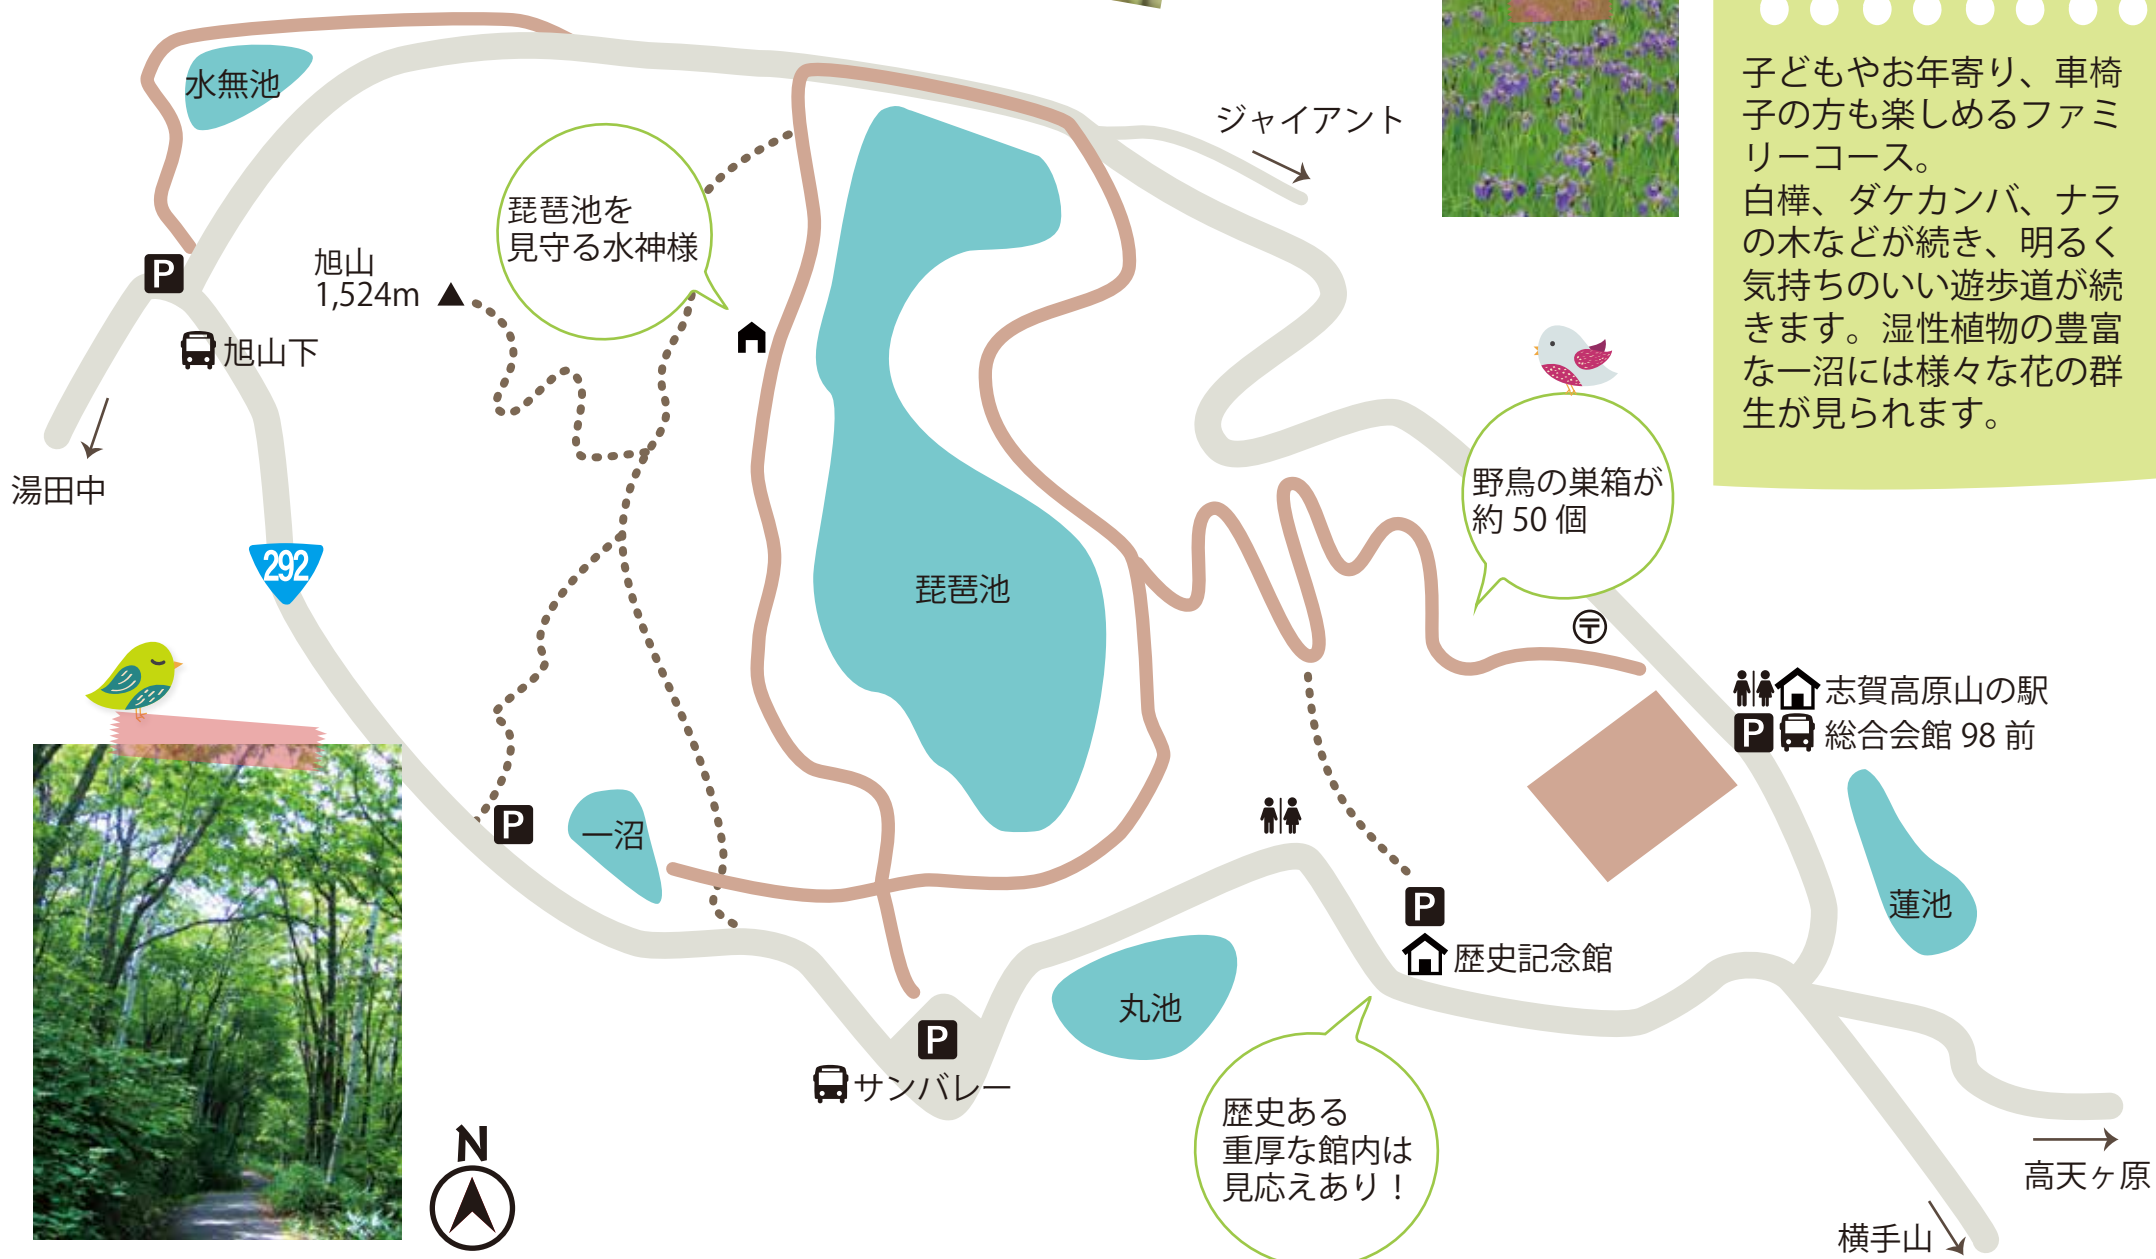 水無池
琵琶池を
見守る水神様
ジャイアント
子どもやお年寄り、車椅
子の方も楽しめるファミ
リーコース。
白樺、ダケカンバ、ナラ
の木などが続き、明るく
気持ちのいい遊歩道が続
きます。湿性植物の豊富
な一沼には様々な花の群
生が見られます。
P
旭山
1,524m
旭山下
湯田中
292
野鳥の巣箱が
約 50 個
琵琶池
〒
志賀高原山の駅
P 総合会館 98 前
P
一沼
蓮池
P
歴史記念館
丸池
P
サンバレー
歴史ある
重厚な館内は
見応えあり！
N
高天ヶ原
横手山